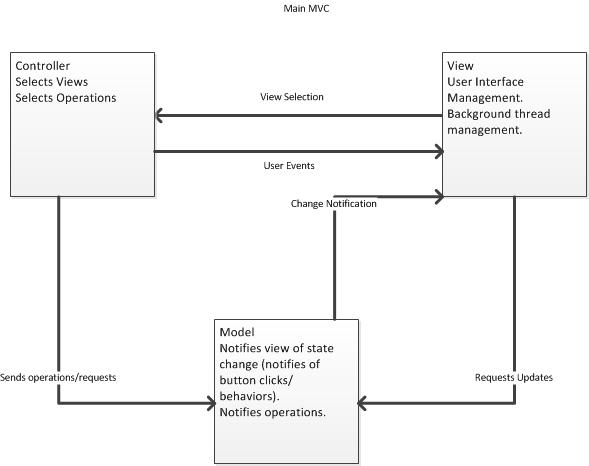 Main MVC
Controller
Selects Views
Selects Operations
View Selection
User Events
View
User Interface
Management.
Background thread
management.
Change Notification
Model
Notifies view of state
change (notifies of
button clicks/
behaviors).
Notifies operations.
Sends operations/requests
Requests Updates